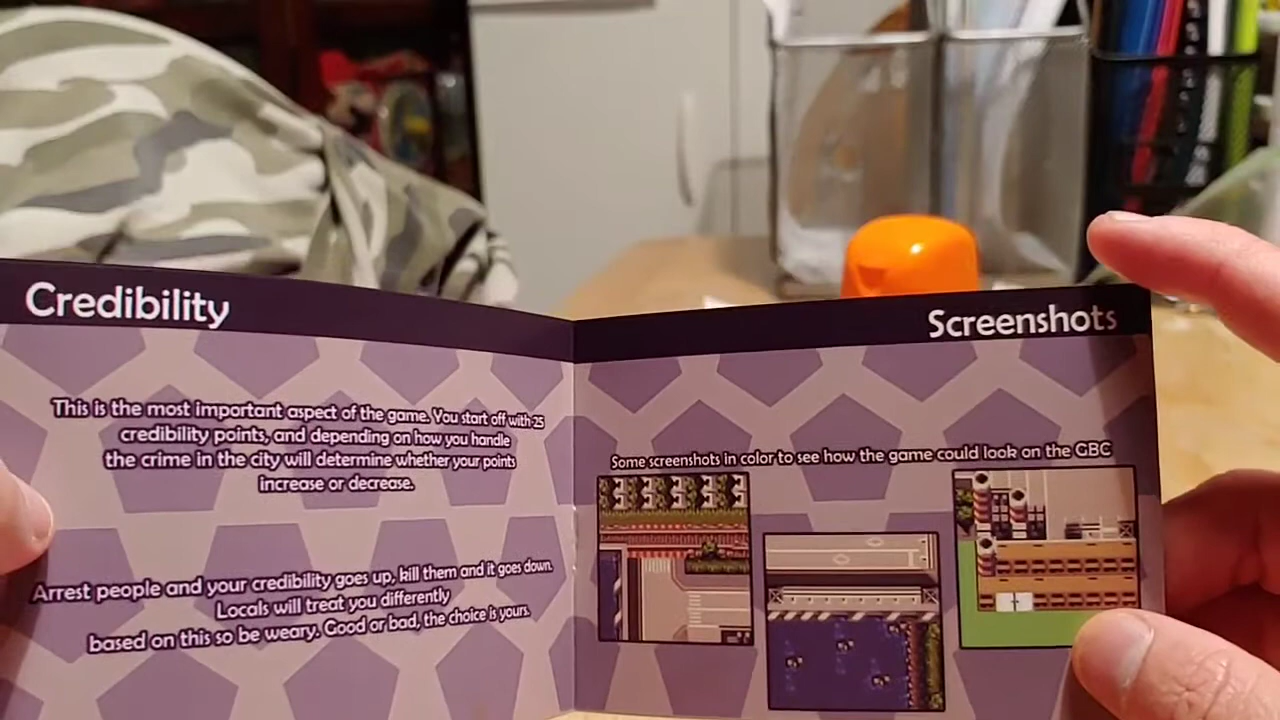 Credibility
This is the most important aspect of the game. You start off with 25
credibility points, and depending on how you handle
the crime in the city will determine whether your points
increase or decrease.
Arrest people and your credibility goes up, kill them and it goes down.
Locals will treat you differently
based on this so be weary. Good or bad, the choice is yours.
Screenshots
Some screenshots in color to see how the game could look on the GBC